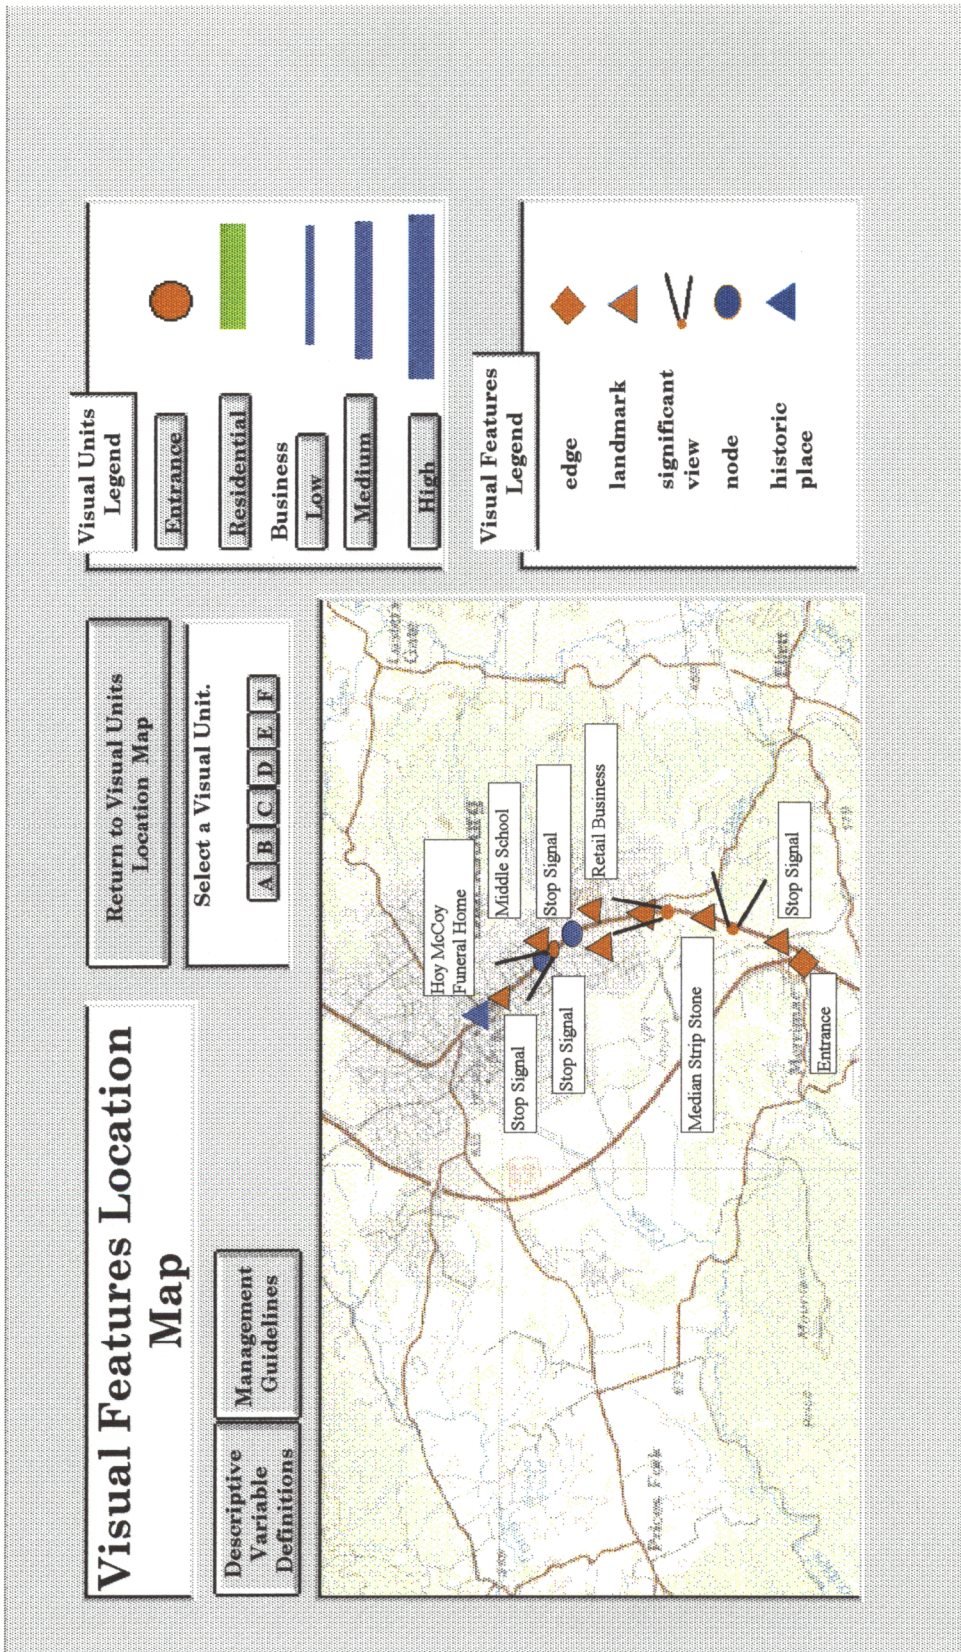 Visual Features Location
Map
Return to Visual Units
Location Map
Select a Visual Unit.
A B C D E F
Descriptive
Variable
Definitions
Management
Guidelines
Visual Units
Legend
Entrance
Residential
Business
Low
Medium
High
Visual Features
Legend
edge
landmark
significant
view
node
historic
place
Hoy McCoy
Funeral Home
Middle School
Stop Signal
Retail Business
Stop Signal
Stop Signal
Median Strip Stone
Stop Signal
Entrance
Prices Fork